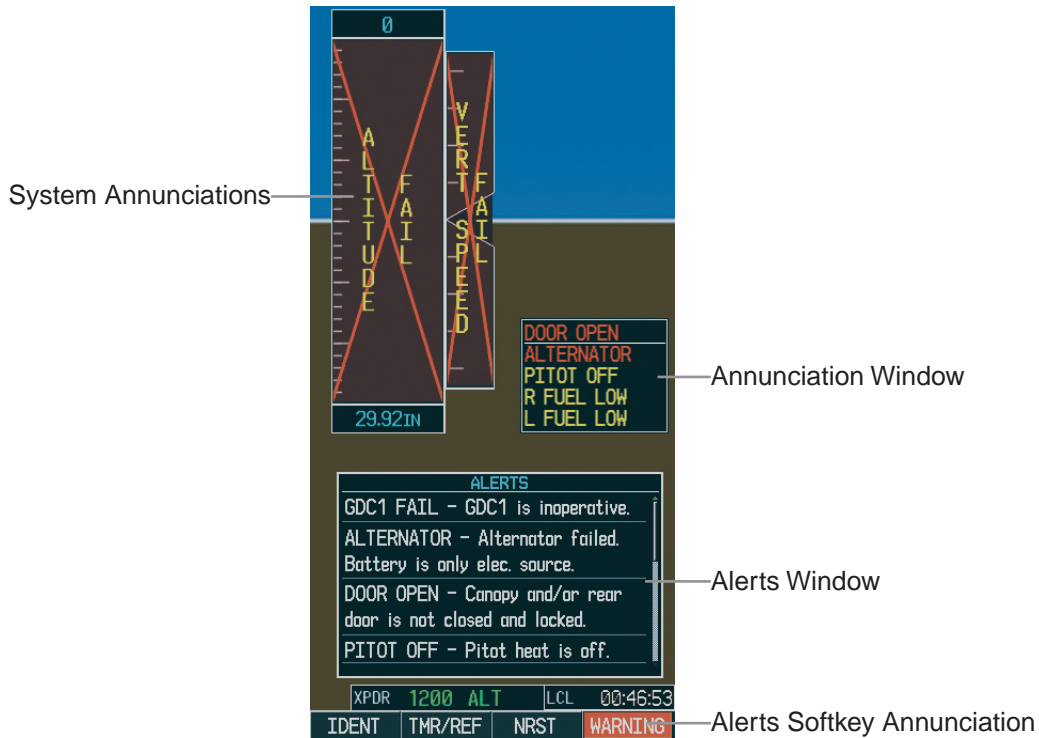 0
ALTITUDE FAIL
VERT SPEED FAIL
System Annunciations
DOOR OPEN
ALTERNATOR
PITOT OFF
R FUEL LOW
L FUEL LOW
Annunciation Window
29.92IN
ALERTS
GDC1 FAIL – GDC1 is inoperative.
ALTERNATOR – Alternator failed.
Battery is only elec. source.
DOOR OPEN – Canopy and/or rear
door is not closed and locked.
PITOT OFF – Pitot heat is off.
Alerts Window
XPDR 1200 ALT LCL 00:46:53
IDENT TMR/REF NRST WARNING
Alerts Softkey Annunciation